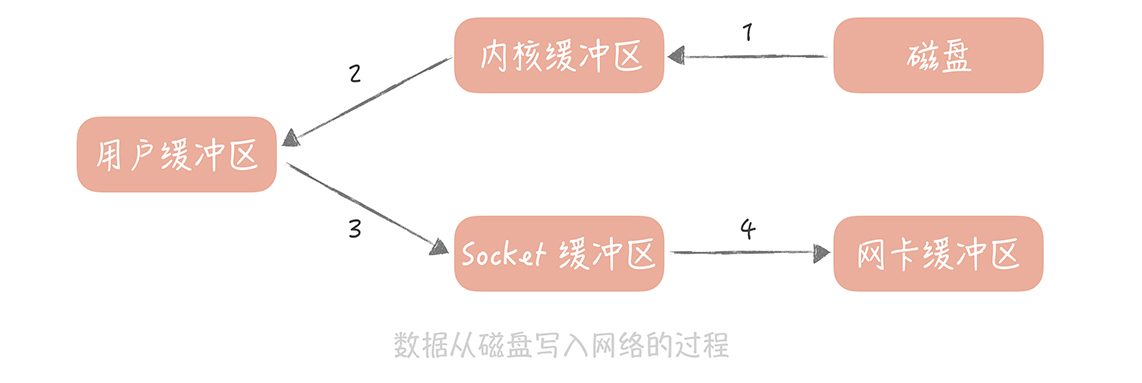 1
内核缓冲区
磁盘
2
用户缓冲区
3
Socket 缓冲区
4
网卡缓冲区
数据从磁盘写入网络的过程